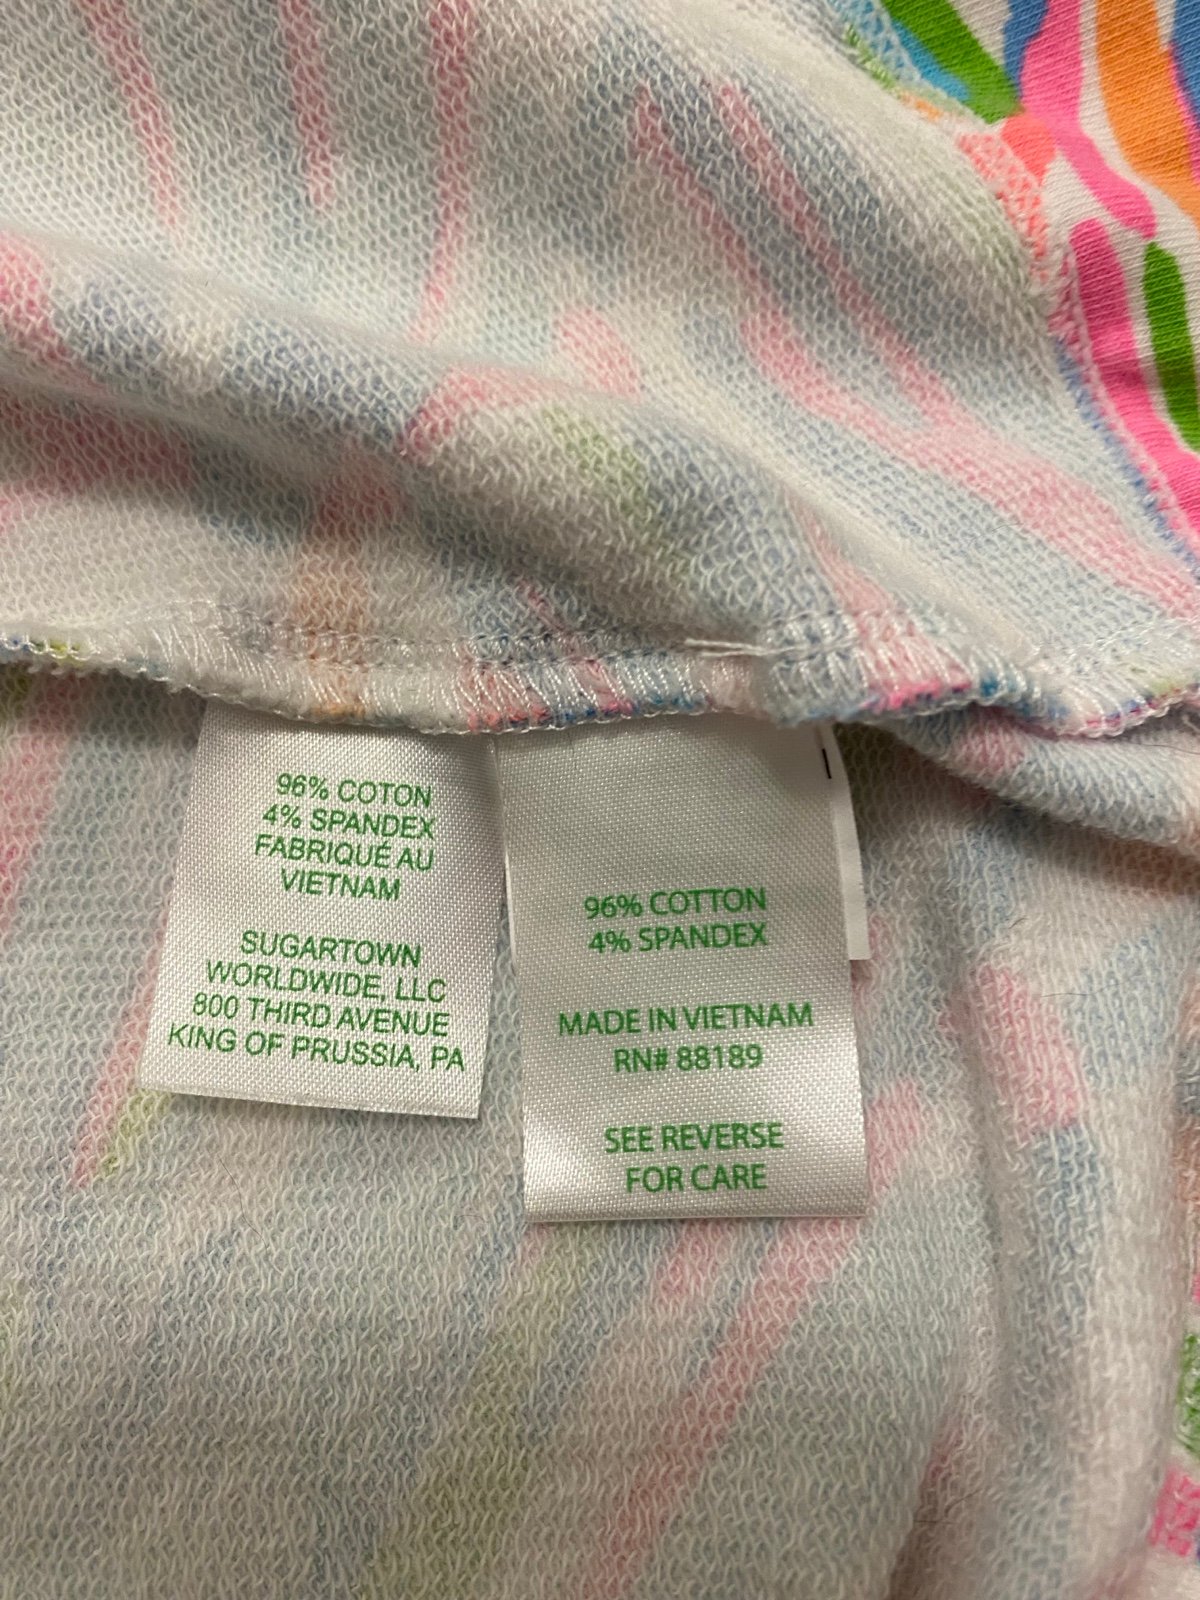 96% COTON
4% SPANDEX
FABRIQUÉ AU
VIETNAM
SUGARTOWN
WORLDWIDE, LLC
800 THIRD AVENUE
KING OF PRUSSIA, PA
96% COTTON
4% SPANDEX
MADE IN VIETNAM
RN# 88189
SEE REVERSE
FOR CARE